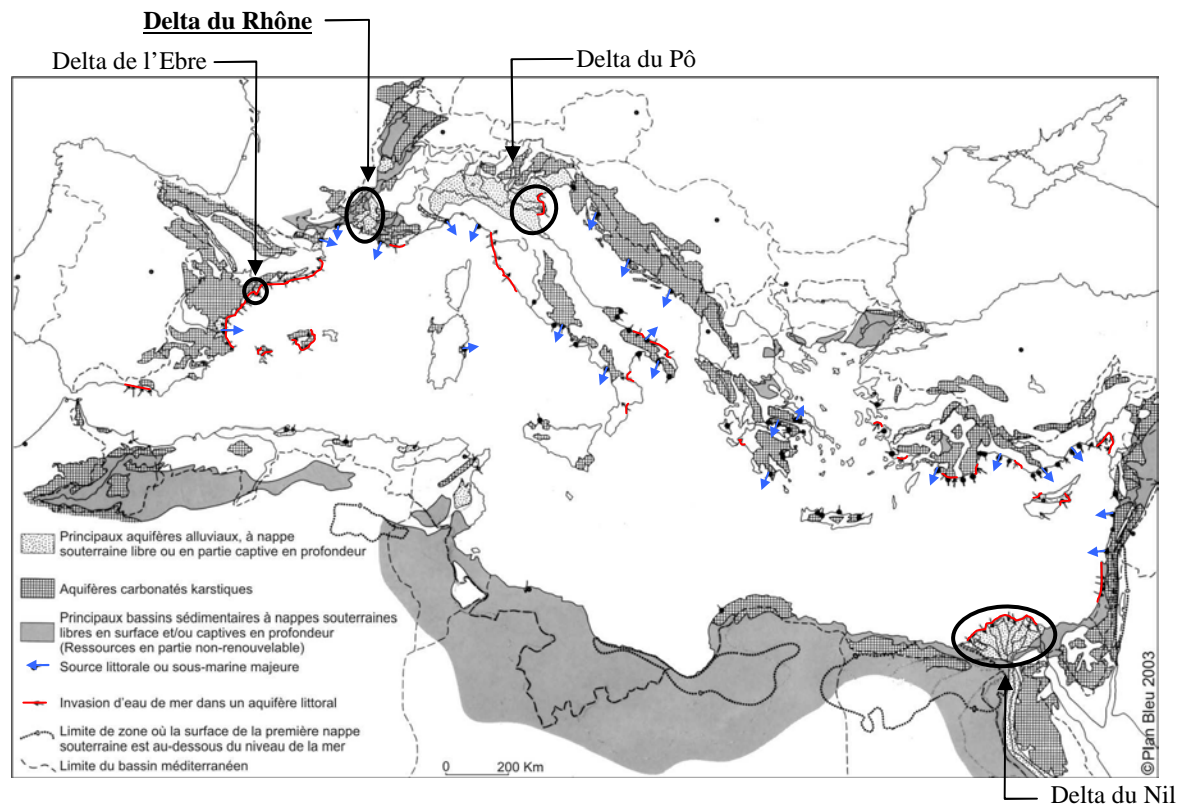 Delta du Rhône
Delta de l'Ebre
Delta du Pô
Principaux aquifères alluviaux, à nappe
souterraine libre ou en partie captive en profondeur
Aquifères carbonatés karstiques
Principaux bassins sédimentaires à nappes souterraines
libres en surface et/ou captives en profondeur
(Ressources en partie non-renouvelable)
Source littorale ou sous-marine majeure
Invasion d'eau de mer dans un aquifère littoral
Limite de zone où la surface de la première nappe
souterraine est au-dessous du niveau de la mer
Limite du bassin méditerranéen
0 200 Km
©Plan Bleu 2003
Delta du Nil